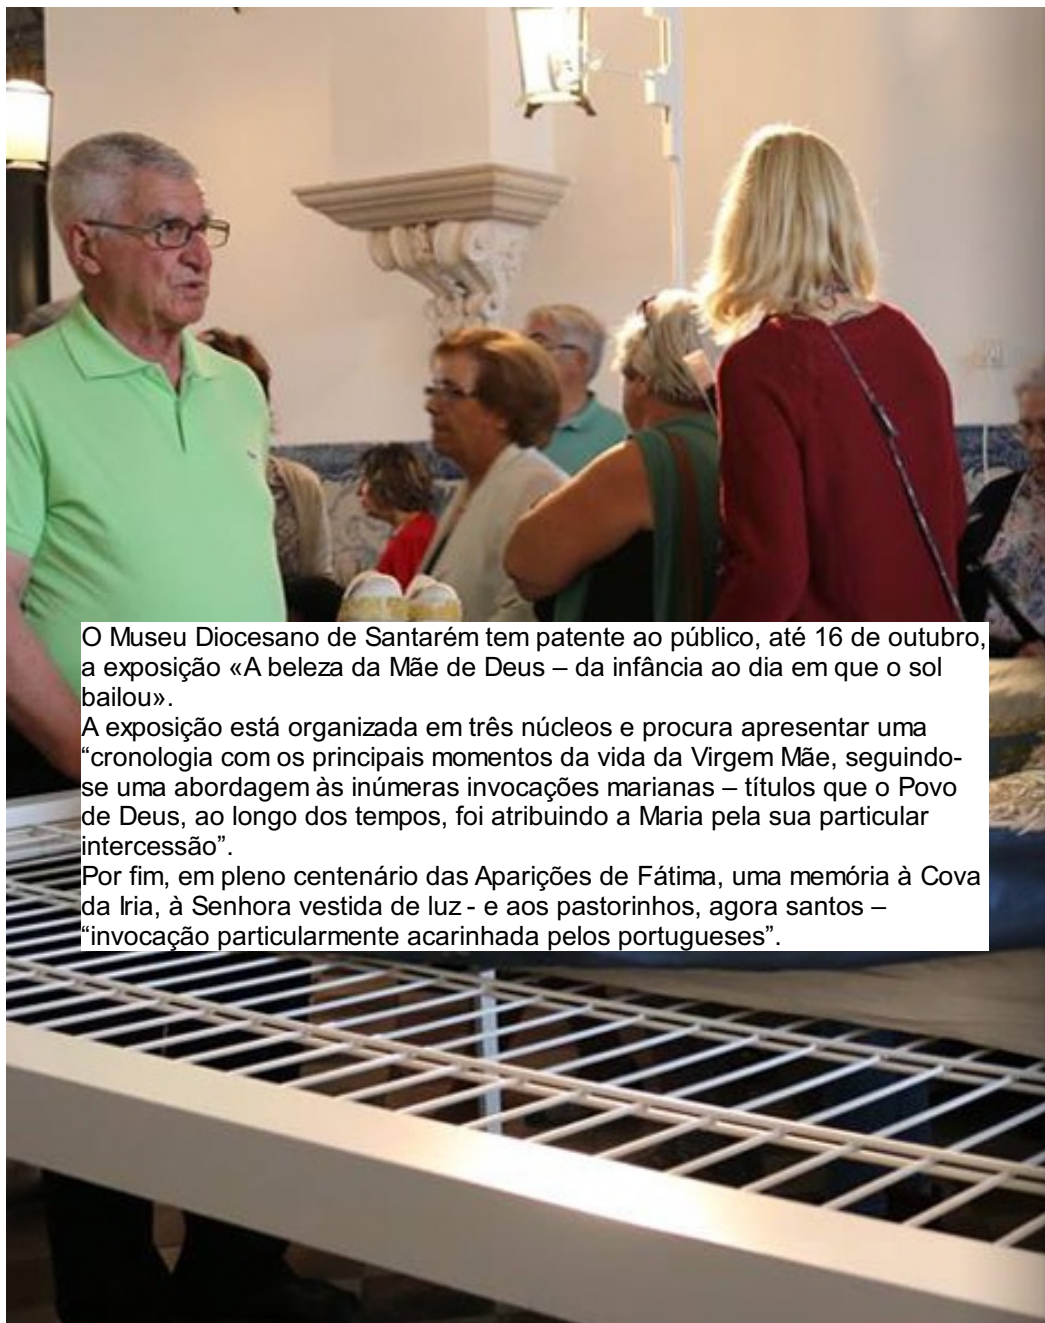 O Museu Diocesano de Santarém tem patente ao público, até 16 de outubro,
a exposição «A beleza da Mãe de Deus – da infância ao dia em que o sol
bailou».
A exposição está organizada em três núcleos e procura apresentar uma
“cronologia com os principais momentos da vida da Virgem Mãe, seguindo-
se uma abordagem às inúmeras invocações marianas – títulos que o Povo
de Deus, ao longo dos tempos, foi atribuindo a Maria pela sua particular
intercessão”.
Por fim, em pleno centenário das Aparições de Fátima, uma memória à Cova
da Iria, à Senhora vestida de luz - e aos pastorinhos, agora santos –
“invocação particularmente acarinhada pelos portugueses”.